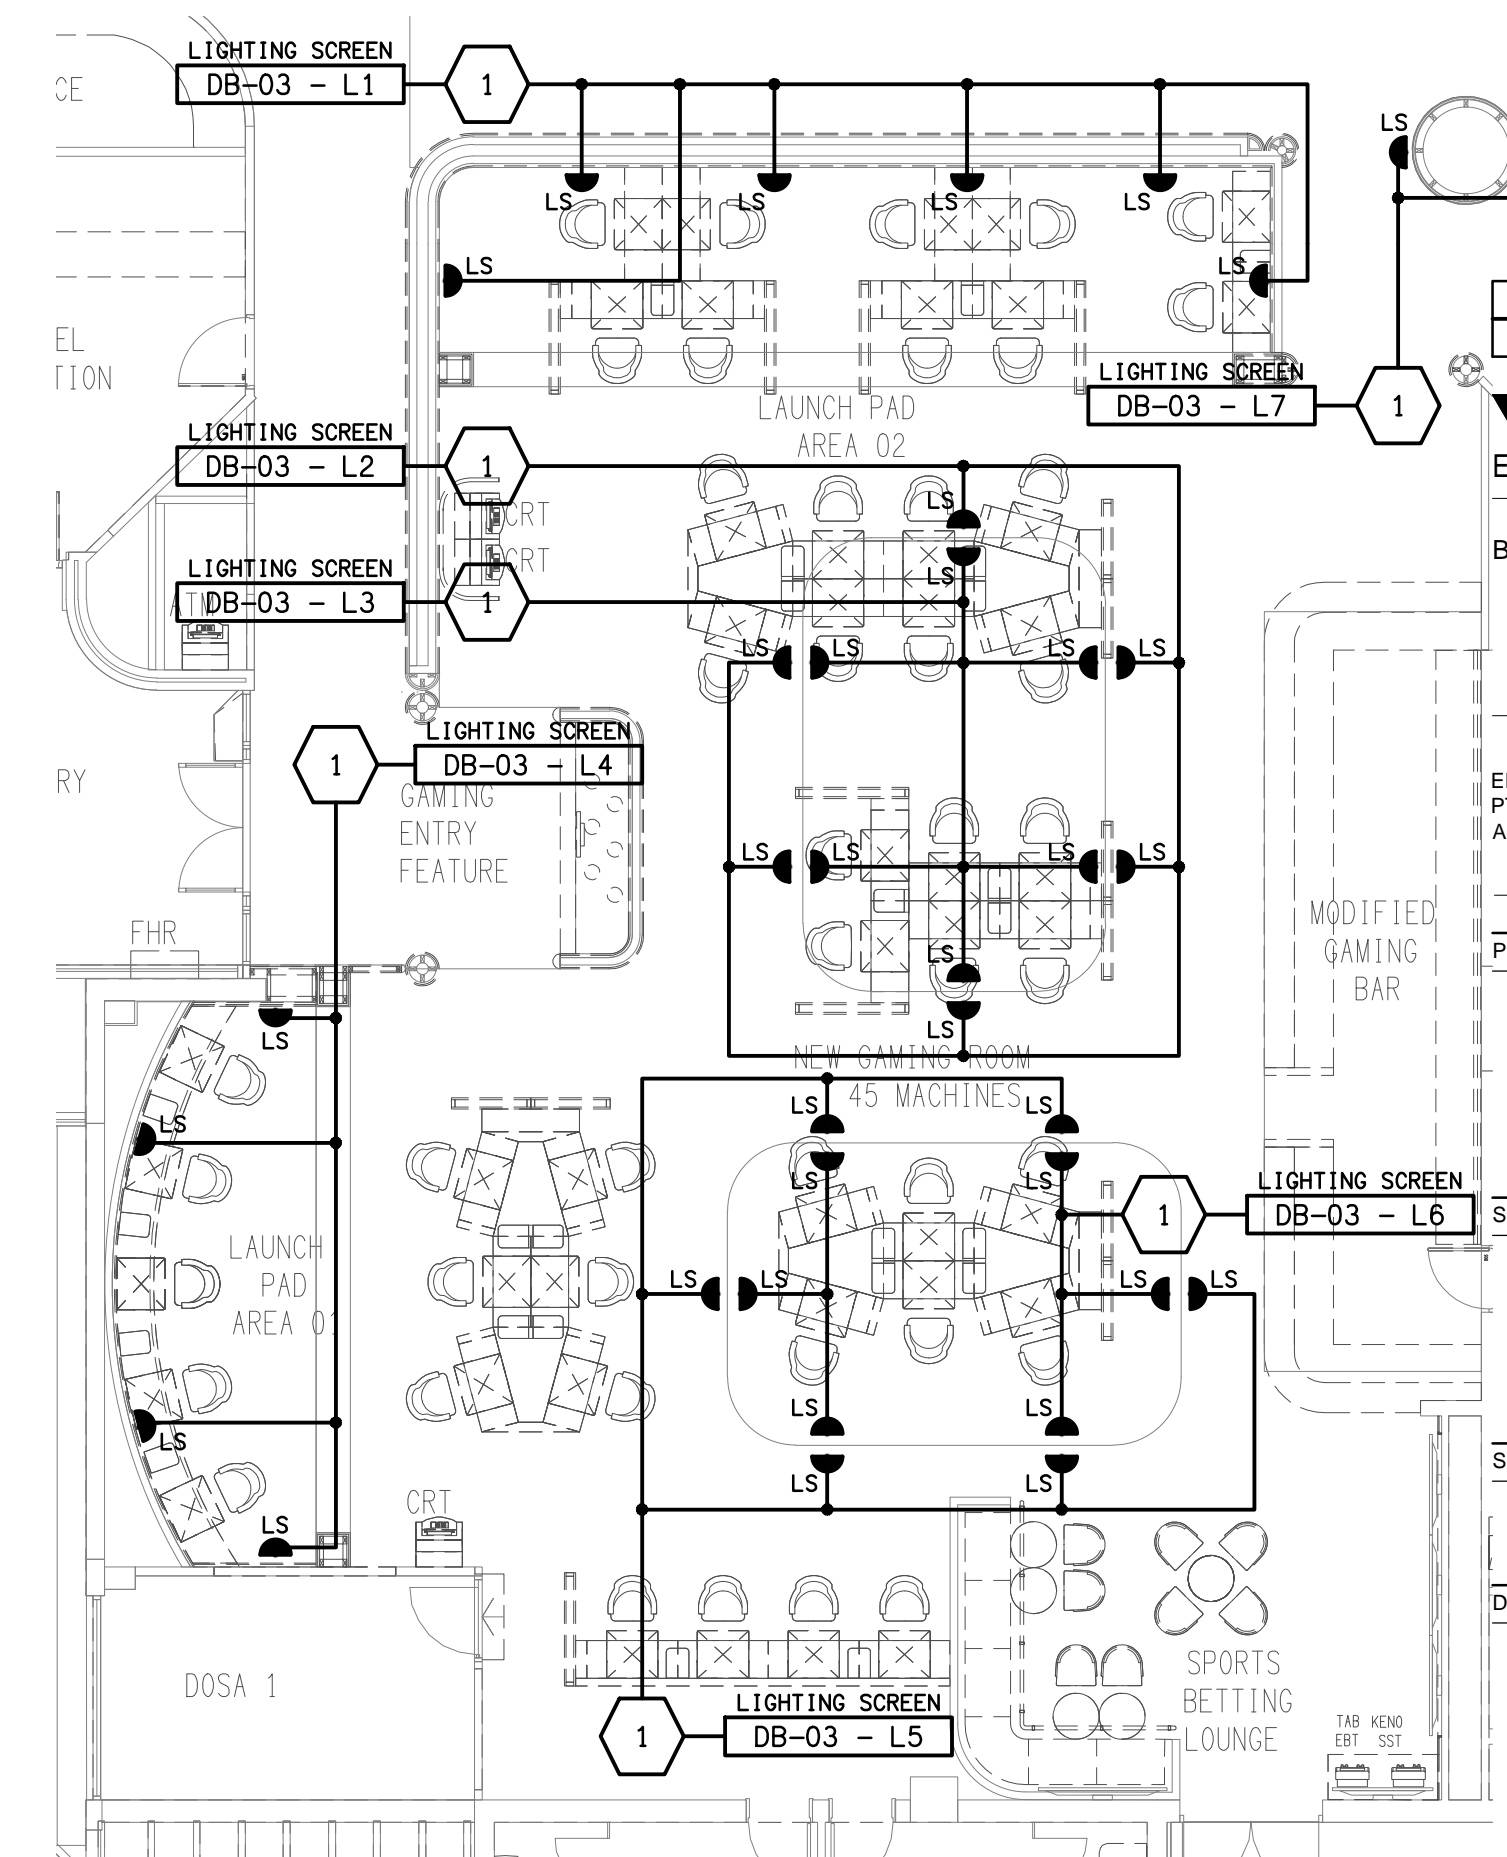 LIGHTING SCREEN
DB-03 - L1
1
CE
LS
LS
LS
LS
LS
LS
LS
EL
TION
LIGHTING SCREEN
DB-03 - L7
1
LAUNCH PAD
AREA 02
LIGHTING SCREEN
DB-03 - L2
1
CRT
CRT
LS
E
B
LIGHTING SCREEN
DB-03 - L3
1
ATM
LS
LS
LS
LS
LS
LIGHTING SCREEN
DB-03 - L4
1
RY
GAMING
ENTRY
FEATURE
P
A
LS
LS
LS
LS
FHR
MODIFIED
GAMING
BAR
P
LS
LS
LS
NEW GAMING ROOM
45 MACHINES
LS
LS
LS
LS
LS
LIGHTING SCREEN
DB-03 - L6
1
S
LAUNCH
PAD
AREA 01
LS
LS
LS
LS
LS
LS
LS
LS
LS
LS
S
CRT
D
DOSA 1
SPORTS
BETTING
LOUNGE
LIGHTING SCREEN
DB-03 - L5
1
TAB KENO
EBT SST